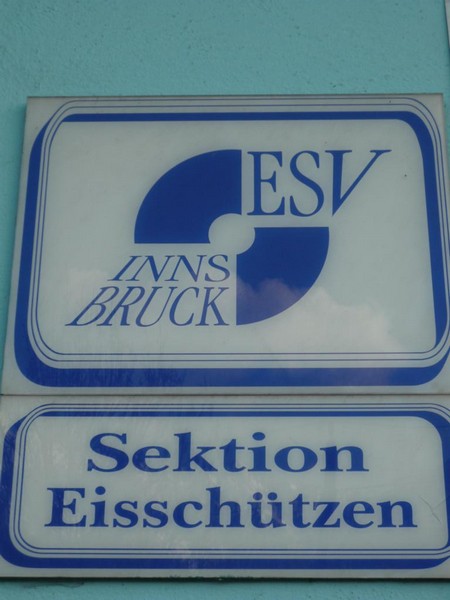 ESV
INNS
BRUCK
Sektion
Eisschützen